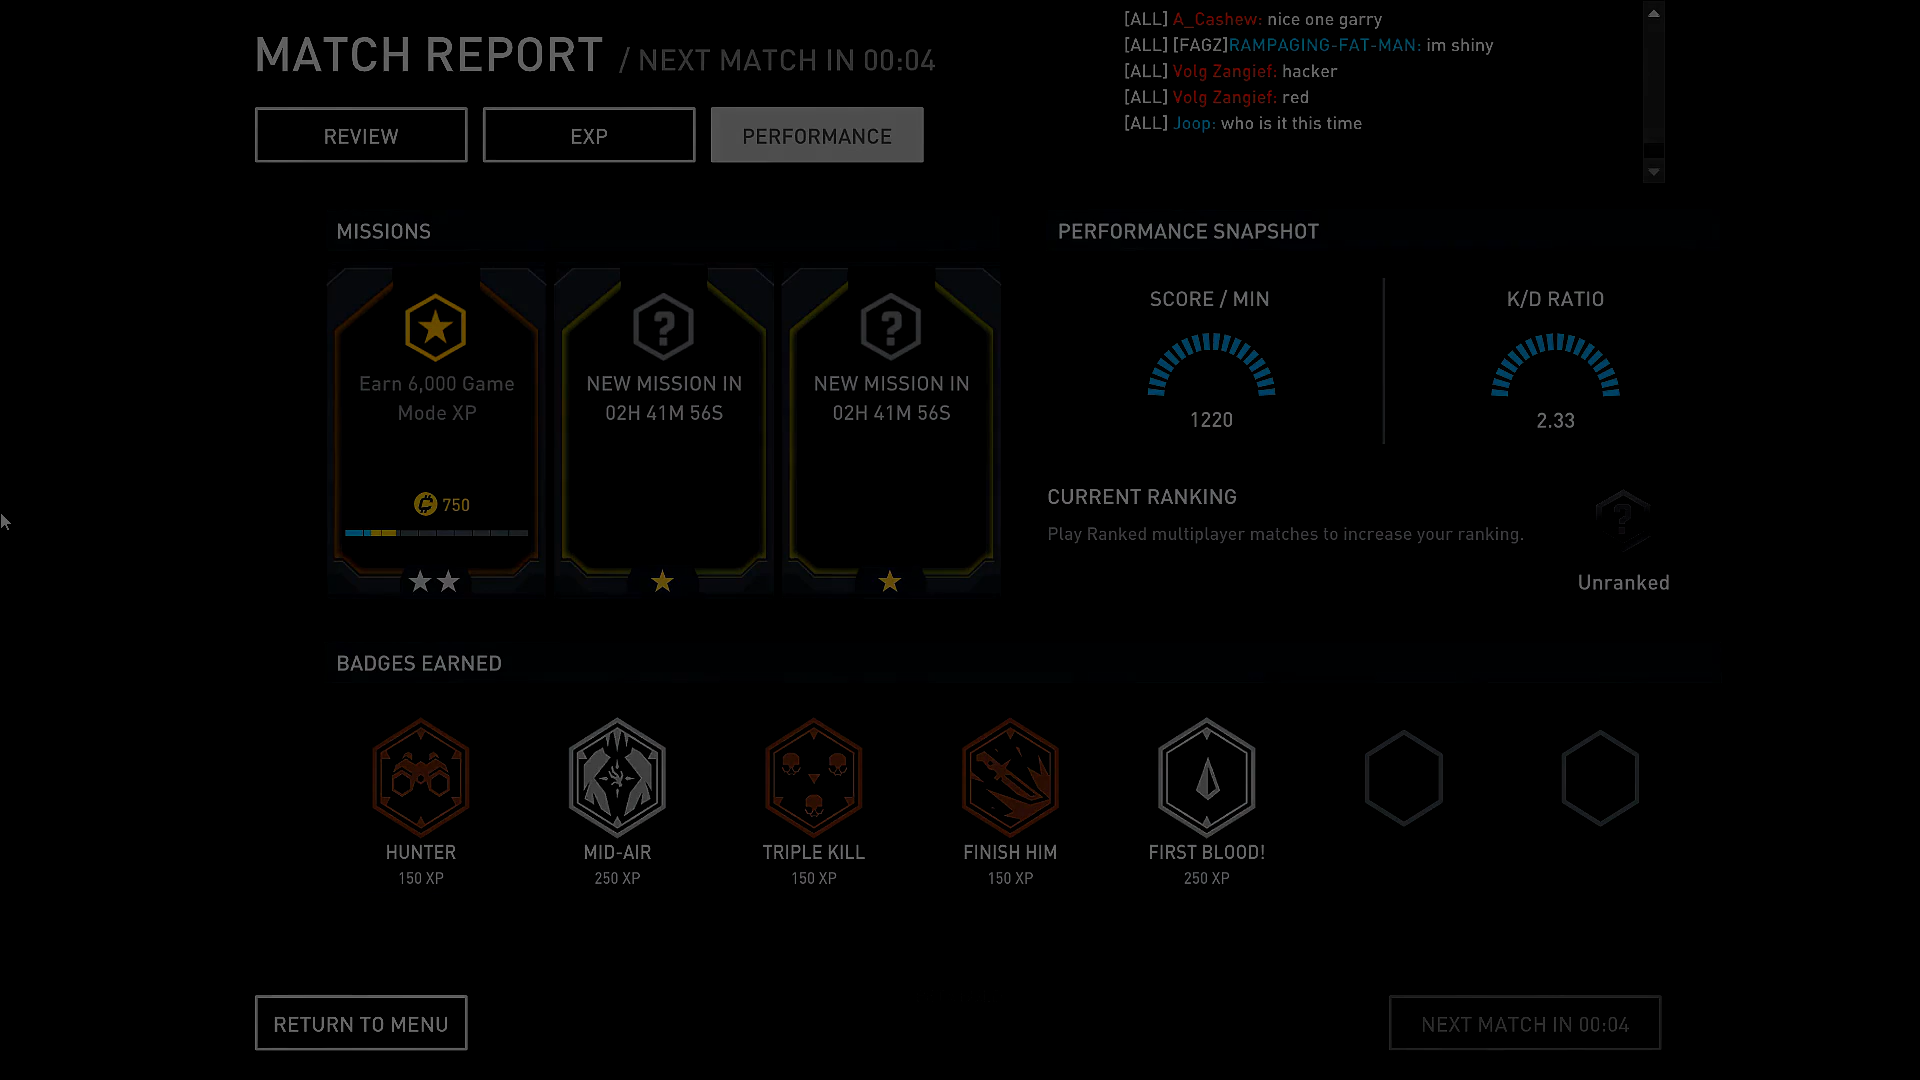 MATCH REPORT / NEXT MATCH IN 00:04
[ALL] A_Cashew: nice one garry
[ALL] [FAGZ]RAMPAGING-FAT-MAN: im shiny
[ALL] Volg Zangief: hacker
[ALL] Volg Zangief: red
[ALL] Joop: who is it this time
REVIEW
EXP
PERFORMANCE
MISSIONS
Earn 6,000 Game
Mode XP
750
NEW MISSION IN
02H 41M 56S
NEW MISSION IN
02H 41M 56S
PERFORMANCE SNAPSHOT
SCORE / MIN
1220
K/D RATIO
2.33
CURRENT RANKING
Play Ranked multiplayer matches to increase your ranking.
?
Unranked
BADGES EARNED
HUNTER
150 XP
MID-AIR
250 XP
TRIPLE KILL
150 XP
FINISH HIM
150 XP
FIRST BLOOD!
250 XP
RETURN TO MENU
NEXT MATCH IN 00:04